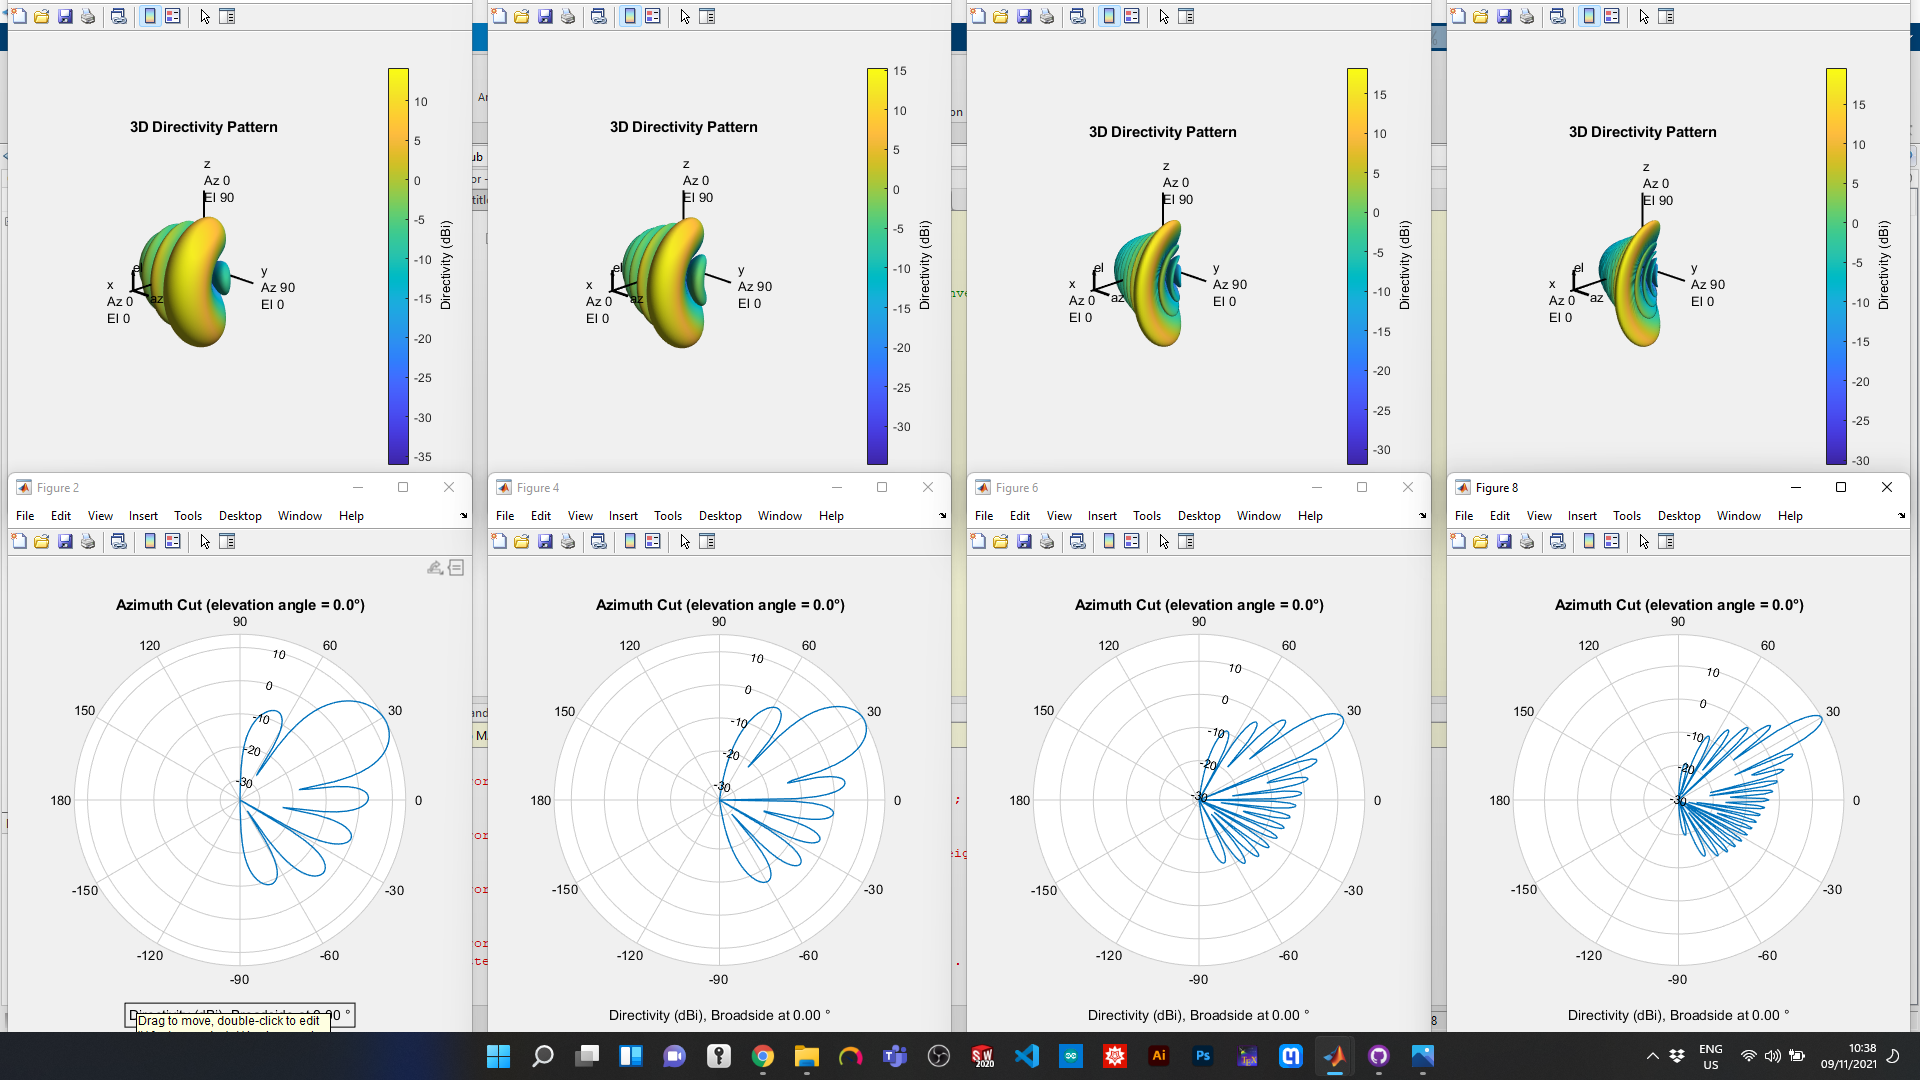 3D Directivity Pattern
z
Az 0
El 90
x
Az 0
El 0
el
az
y
Az 90
El 0
10
5
0
-5
-10
-15
-20
-25
-30
-35
Directivity (dBi)
3D Directivity Pattern
z
Az 0
El 90
x
Az 0
El 0
el
az
y
Az 90
El 0
15
10
5
0
-5
-10
-15
-20
-25
-30
Directivity (dBi)
3D Directivity Pattern
z
Az 0
El 90
x
Az 0
El 0
el
az
y
Az 90
El 0
15
10
5
0
-5
-10
-15
-20
-25
-30
Directivity (dBi)
3D Directivity Pattern
z
Az 0
El 90
x
Az 0
El 0
el
az
y
Az 90
El 0
15
10
5
0
-5
-10
-15
-20
-25
-30
Directivity (dBi)
Figure 2
File Edit View Insert Tools Desktop Window Help
Azimuth Cut (elevation angle = 0.0°)
90
120 60
150 30
180 0
-150 -30
-120 -60
-90
10
0
-10
-20
-30
Directivity (dBi), Broadside at 0.00 °
Drag to move, double-click to edit
Figure 4
File Edit View Insert Tools Desktop Window Help
Azimuth Cut (elevation angle = 0.0°)
90
120 60
150 30
180 0
-150 -30
-120 -60
-90
10
0
-10
-20
-30
Directivity (dBi), Broadside at 0.00 °
Figure 6
File Edit View Insert Tools Desktop Window Help
Azimuth Cut (elevation angle = 0.0°)
90
120 60
150 30
180 0
-150 -30
-120 -60
-90
10
0
-10
-20
-30
Directivity (dBi), Broadside at 0.00 °
Figure 8
File Edit View Insert Tools Desktop Window Help
Azimuth Cut (elevation angle = 0.0°)
90
120 60
150 30
180 0
-150 -30
-120 -60
-90
10
0
-10
-20
-30
Directivity (dBi), Broadside at 0.00 °
SW
2020
Ai
Ps
ENG
US
10:38
09/11/2021